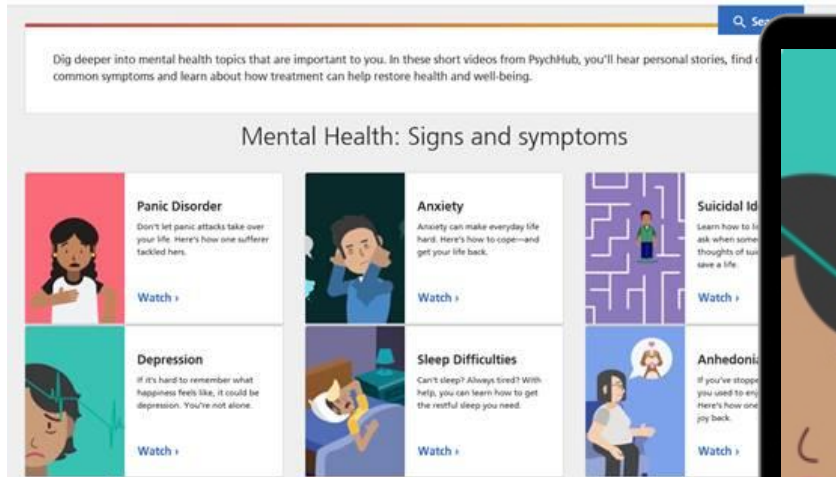 Dig deeper into mental health topics that are important to you. In these short videos from PsychHub, you'll hear personal stories, find
common symptoms and learn about how treatment can help restore health and well-being.
Mental Health: Signs and symptoms
Panic Disorder
Don't let panic attacks take over
your life. Here's how one sufferer
tackled hers.
Watch ›
Anxiety
Anxiety can make everyday life
hard. Here's how to cope—and
get your life back.
Watch ›
Suicidal
Learn how to
ask when
thoughts of
save a life.
Watch ›
Depression
If it's hard to remember what
happiness feels like, it could be
depression. You're not alone.
Watch ›
Sleep Difficulties
Can't sleep? Always tired? With
help, you can learn how to get
the restful sleep you need.
Watch ›
Anhedonia
If you've
you used to
Here's how one
joy back.
Watch ›